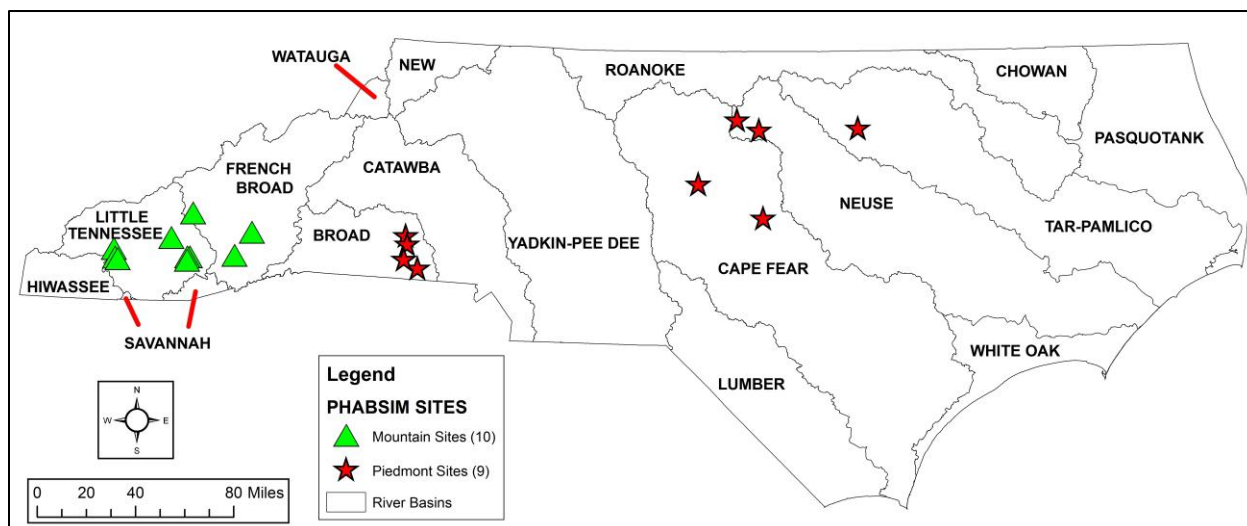 WATAUGA
NEW
ROANOKE
CHOWAN
PASQUOTANK
FRENCH
BROAD
CATAWBA
LITTLE
TENNESSEE
BROAD
YADKIN-PEE DEE
NEUSE
TAR-PAMLICO
CAPE FEAR
HIWASSEE
SAVANNAH
WHITE OAK
LUMBER
Legend
PHABSIM SITES
Mountain Sites (10)
Piedmont Sites (9)
River Basins
N
W E
S
0 20 40 80 Miles